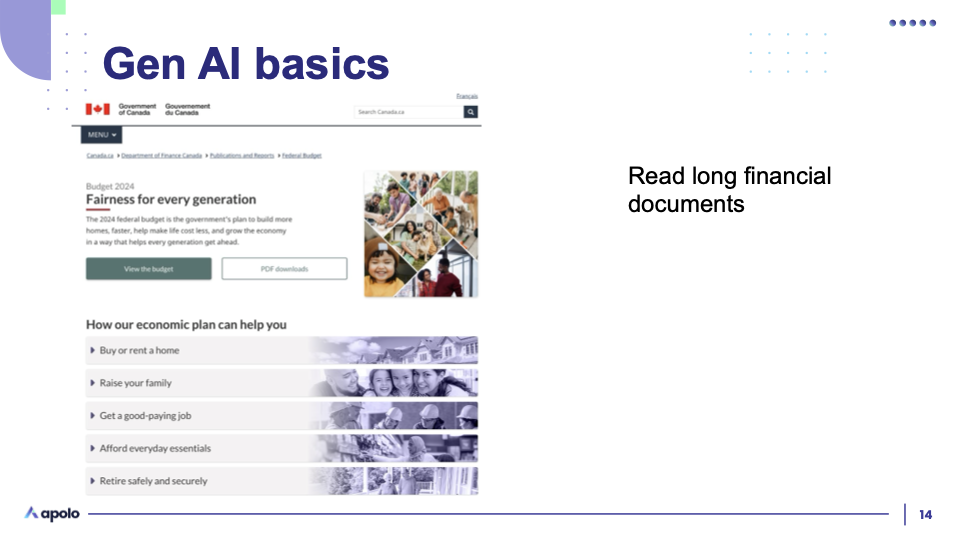 Gen AI basics
Français
Government of Canada
Gouvernement du Canada
Search Canada.ca
MENU
Canada.ca
Department of Finance Canada
Publications and Reports
Federal Budget
Budget 2024
Fairness for every generation
The 2024 federal budget is the government's plan to build more
homes, faster, help make life cost less, and grow the economy
in a way that helps every generation get ahead.
View the budget
PDF downloads
How our economic plan can help you
Buy or rent a home
Raise your family
Get a good-paying job
Afford everyday essentials
Retire safely and securely
Read long financial
documents
apolo
14